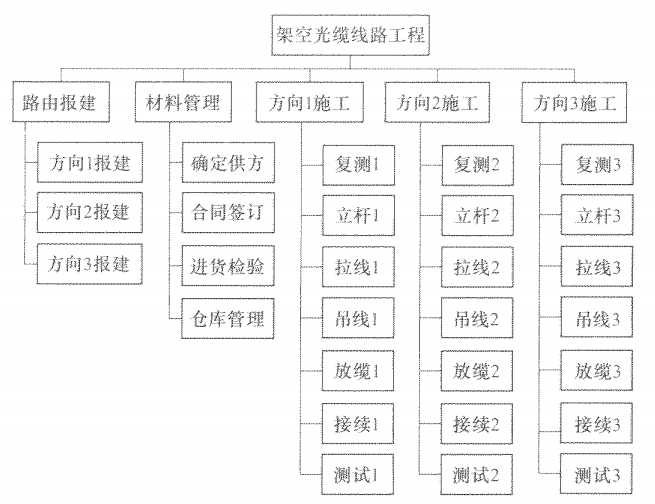 架空光缆线路工程
路由报建
材料管理
方向1施工
方向2施工
方向3施工
方向1报建
方向2报建
方向3报建
确定供方
合同签订
进货检验
仓库管理
复测1
立杆1
拉线1
吊线1
放缆1
接续1
测试1
复测2
立杆2
拉线2
吊线2
放缆2
接续2
测试2
复测3
立杆3
拉线3
吊线3
放缆3
接续3
测试3